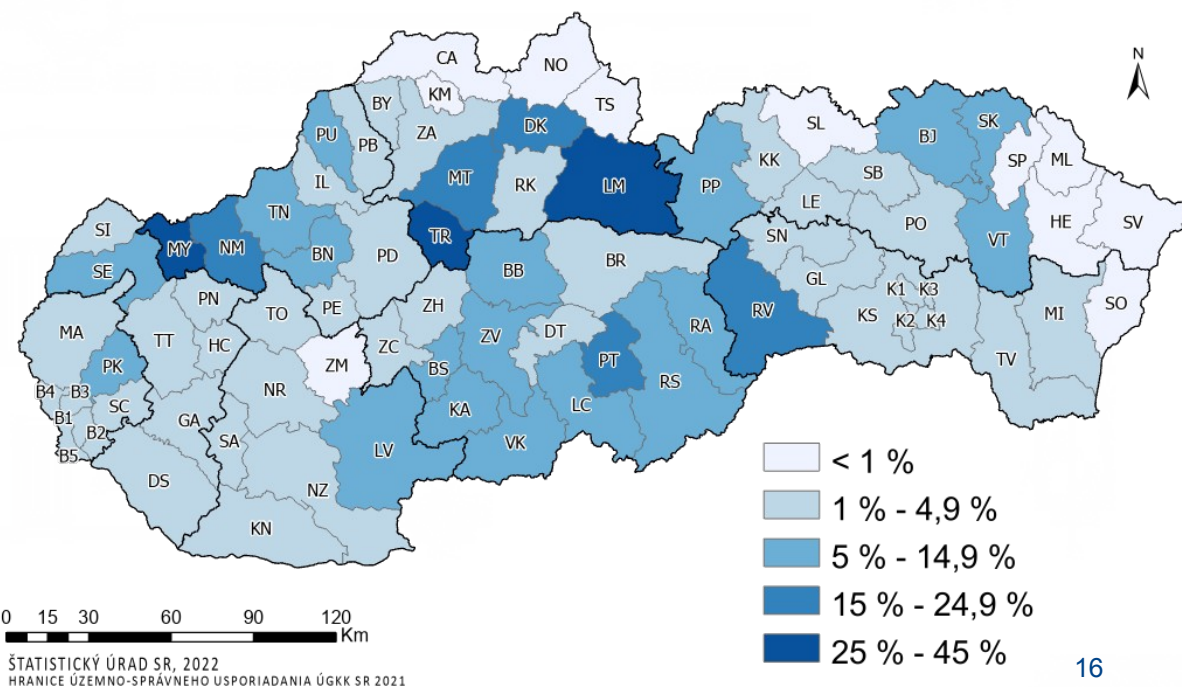 CA
NO
N
KM
TS
BY
DK
SL
SK
PU
PB
ZA
BJ
ML
SP
KK
IL
MT
RK
LM
PP
SB
LE
TN
PO
HE
SV
SI
MY
NM
TR
SN
VT
BN
PD
BR
SE
BB
GL
K1
K3
PN
PE
ZH
SO
TO
RV
KS
K2
K4
MI
MA
TT
HC
ZC
ZV
DT
RA
PK
ZM
BS
PT
TV
B4
B3
NR
RS
SC
GA
KA
LC
B1
B2
SA
LV
VK
B5
DS
NZ
KN
< 1 %
1 % - 4,9 %
5 % - 14,9 %
15 % - 24,9 %
25 % - 45 %
0 15 30 60 90 120
Km
ŠTATISTICKÝ ÚRAD SR, 2022
HRANICE ÚZEMNO-SPRÁVNEHO USPORIADANIA ÚGKK SR 2021
16